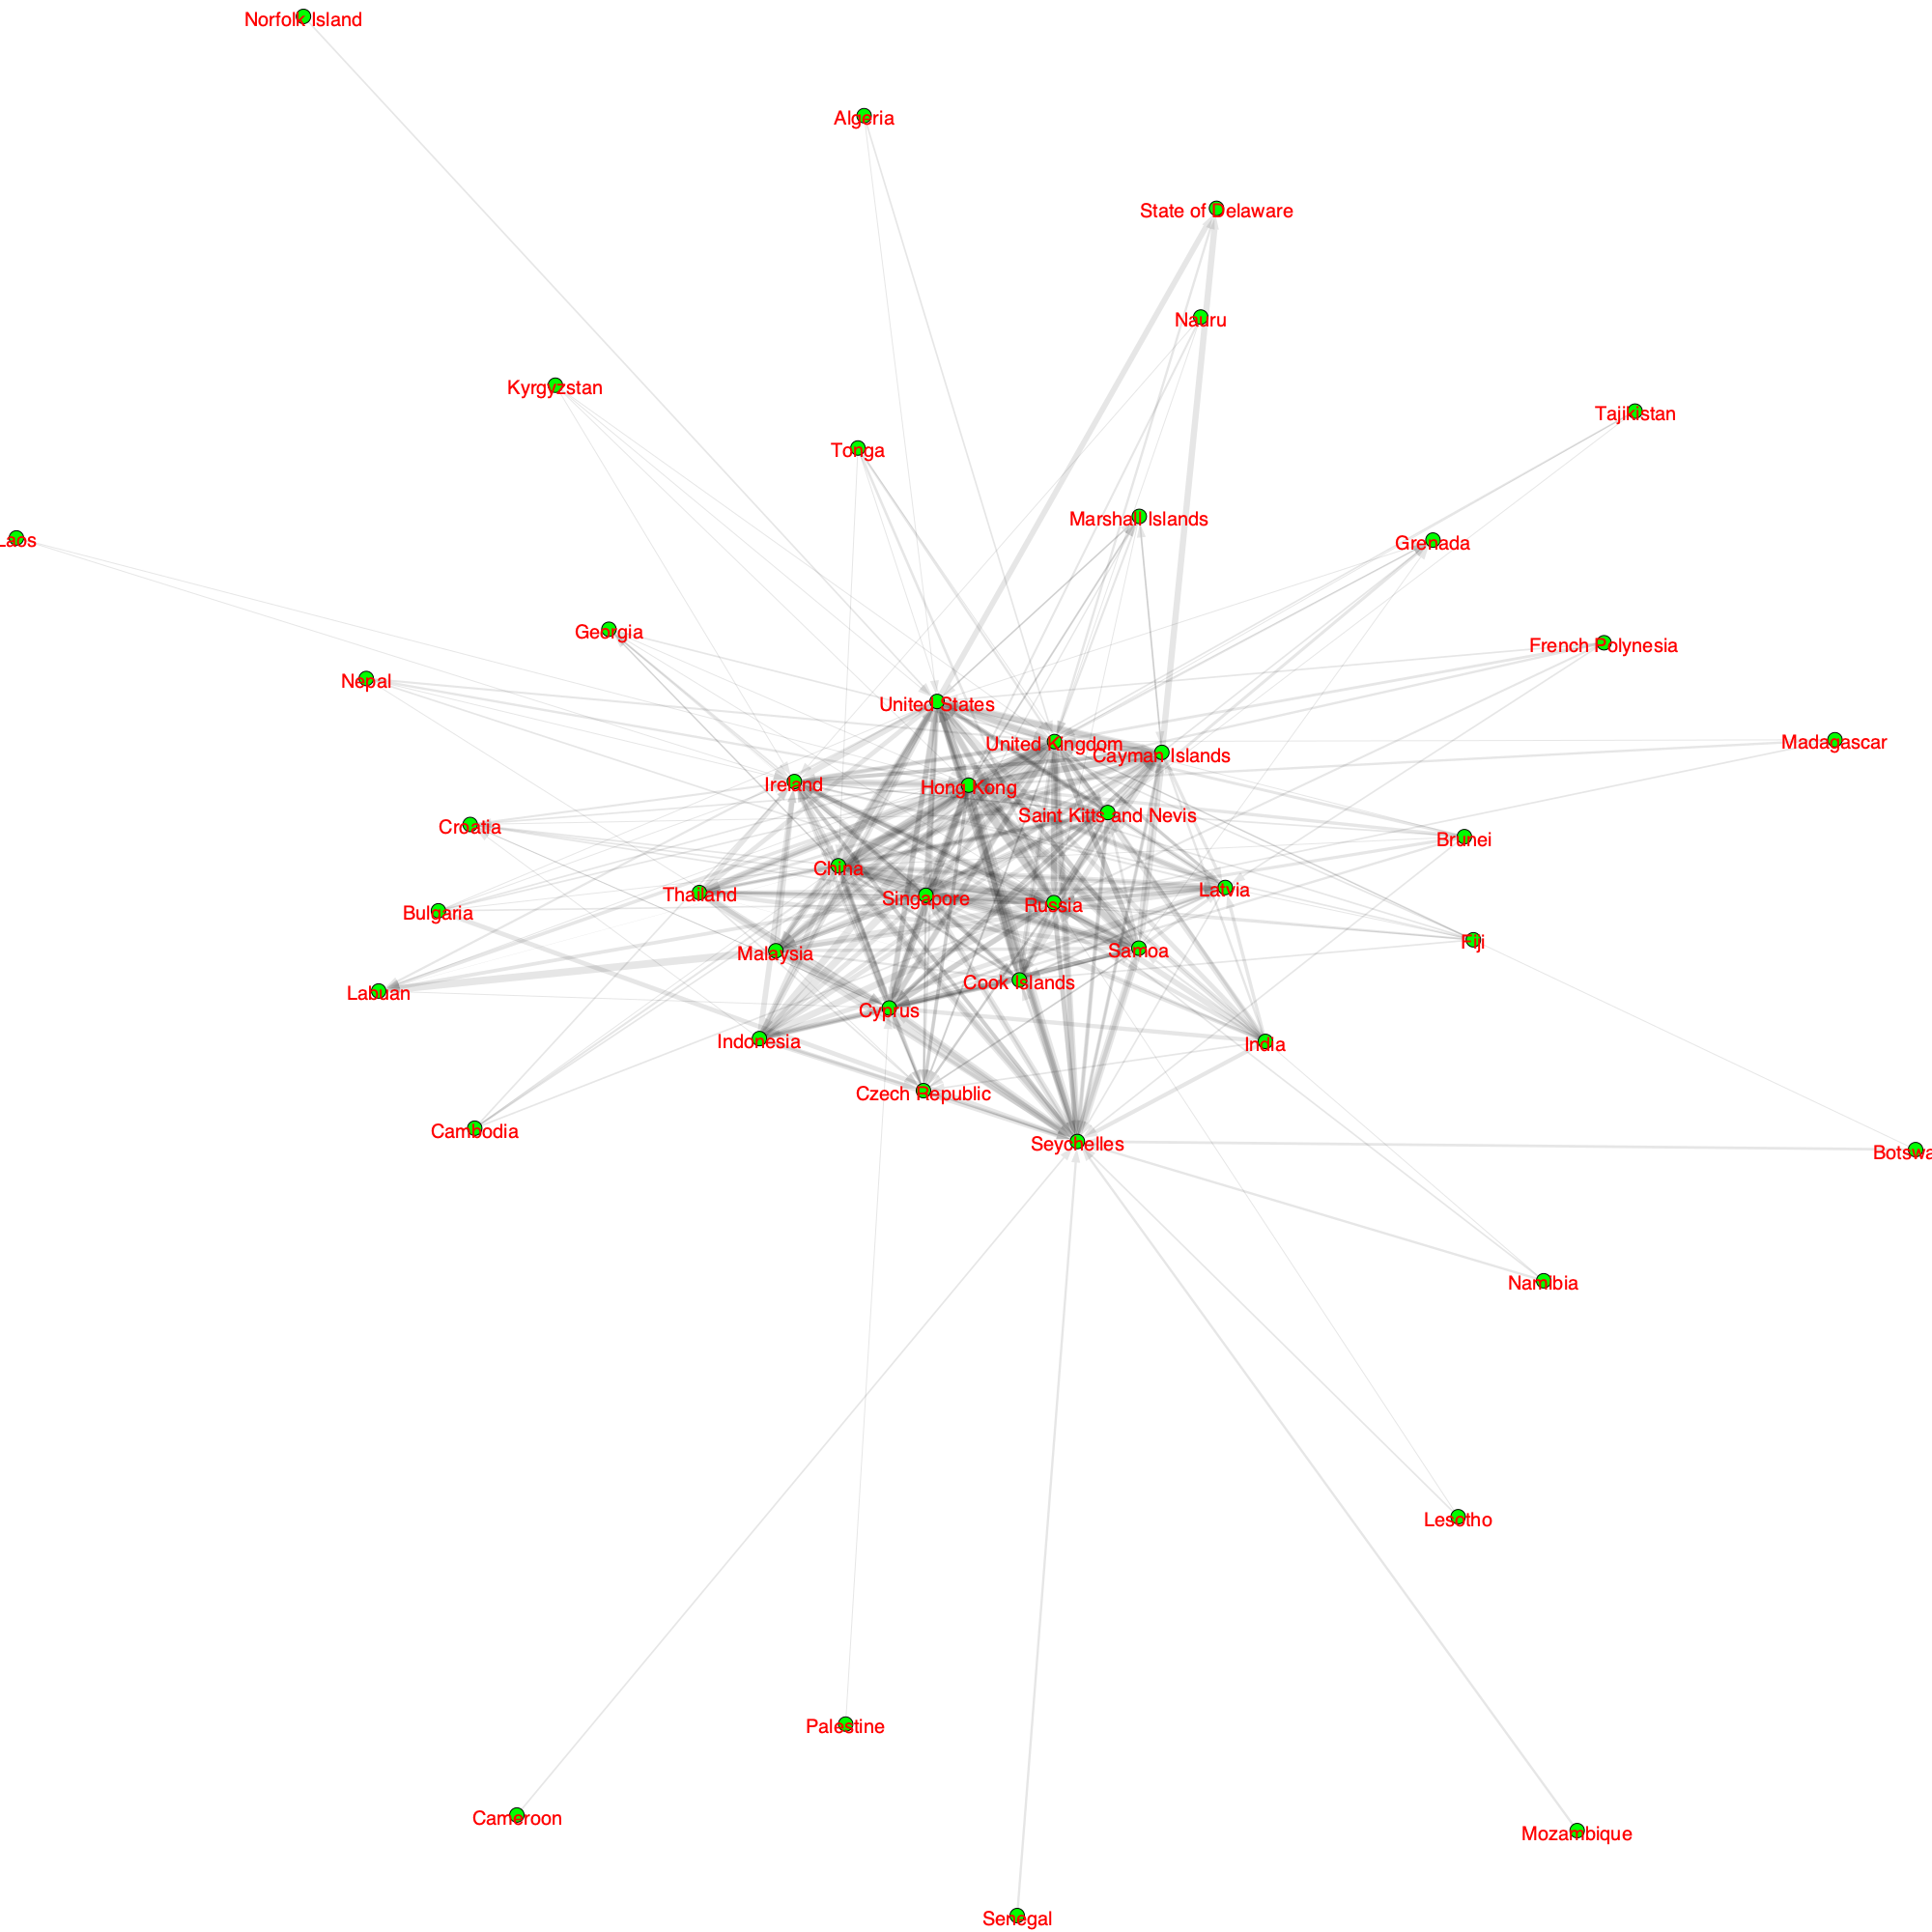 Norfolk Island
Algeria
State of Delaware
Nauru
Kyrgyzstan
Tajikistan
Tonga
Marshall Islands
Laos
Grenada
Georgia
French Polynesia
Nepal
United States
United Kingdom
Madagascar
Cayman Islands
Ireland
Hong Kong
Saint Kitts and Nevis
Croatia
Brunei
China
Thailand
Singapore
Latvia
Russia
Bulgaria
Fiji
Malaysia
Samoa
Cook Islands
Labuan
Cyprus
Indonesia
India
Czech Republic
Cambodia
Seychelles
Botswa
Namibia
Lesotho
Palestine
Cameroon
Mozambique
Senegal